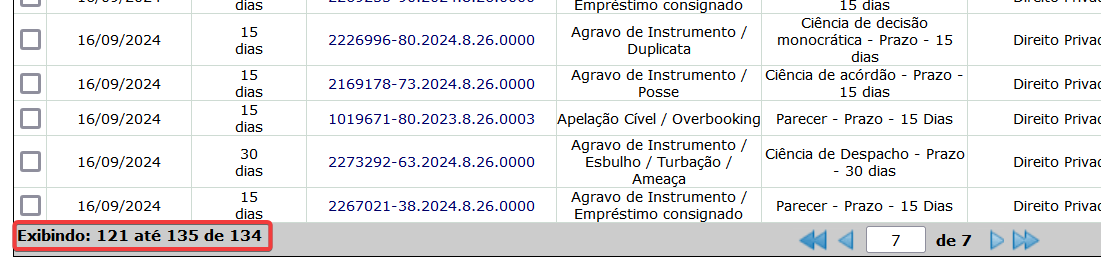 dias
2269255-90.2024.8.26.0000
Empréstimo consignado
15 dias
16/09/2024
15
dias
2226996-80.2024.8.26.0000
Agravo de Instrumento /
Duplicata
Ciência de decisão
monocrática - Prazo - 15
dias
Direito Privad
16/09/2024
15
dias
2169178-73.2024.8.26.0000
Agravo de Instrumento /
Posse
Ciência de acórdão - Prazo -
15 dias
Direito Privad
16/09/2024
15
dias
1019671-80.2023.8.26.0003
Apelação Cível / Overbooking
Parecer - Prazo - 15 Dias
Direito Privad
16/09/2024
30
dias
2273292-63.2024.8.26.0000
Agravo de Instrumento /
Esbulho / Turbação /
Ameaça
Ciência de Despacho - Prazo
- 30 dias
Direito Privad
16/09/2024
15
dias
2267021-38.2024.8.26.0000
Agravo de Instrumento /
Empréstimo consignado
Parecer - Prazo - 15 Dias
Direito Privad
Exibindo: 121 até 135 de 134
7
de 7